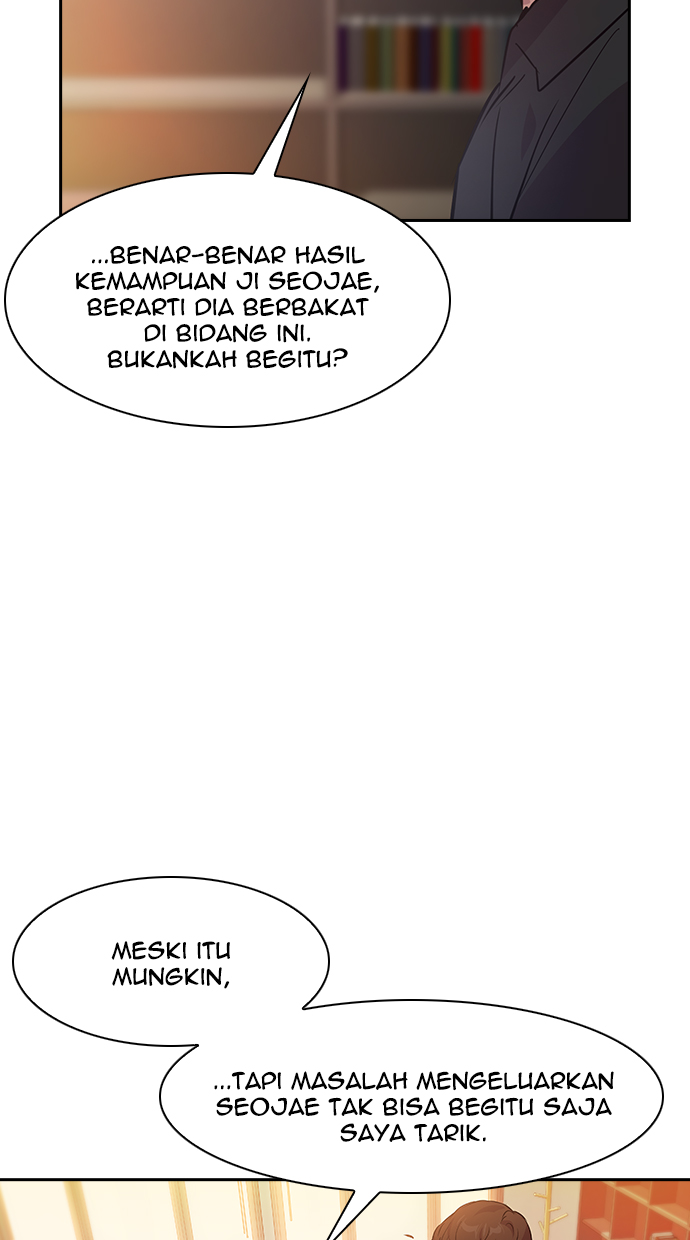 ...BENAR-BENAR HASIL
KEMAMPUAN JI SEOJAE,
BERARTI DIA BERBAKAT
DI BIDANG INI.
BUKANKAH BEGITU?
MESKI ITU
MUNGKIN,
...TAPI MASALAH MENGELUARKAN
SEOJAE TAK BISA BEGITU SAJA
SAYA TARIK.